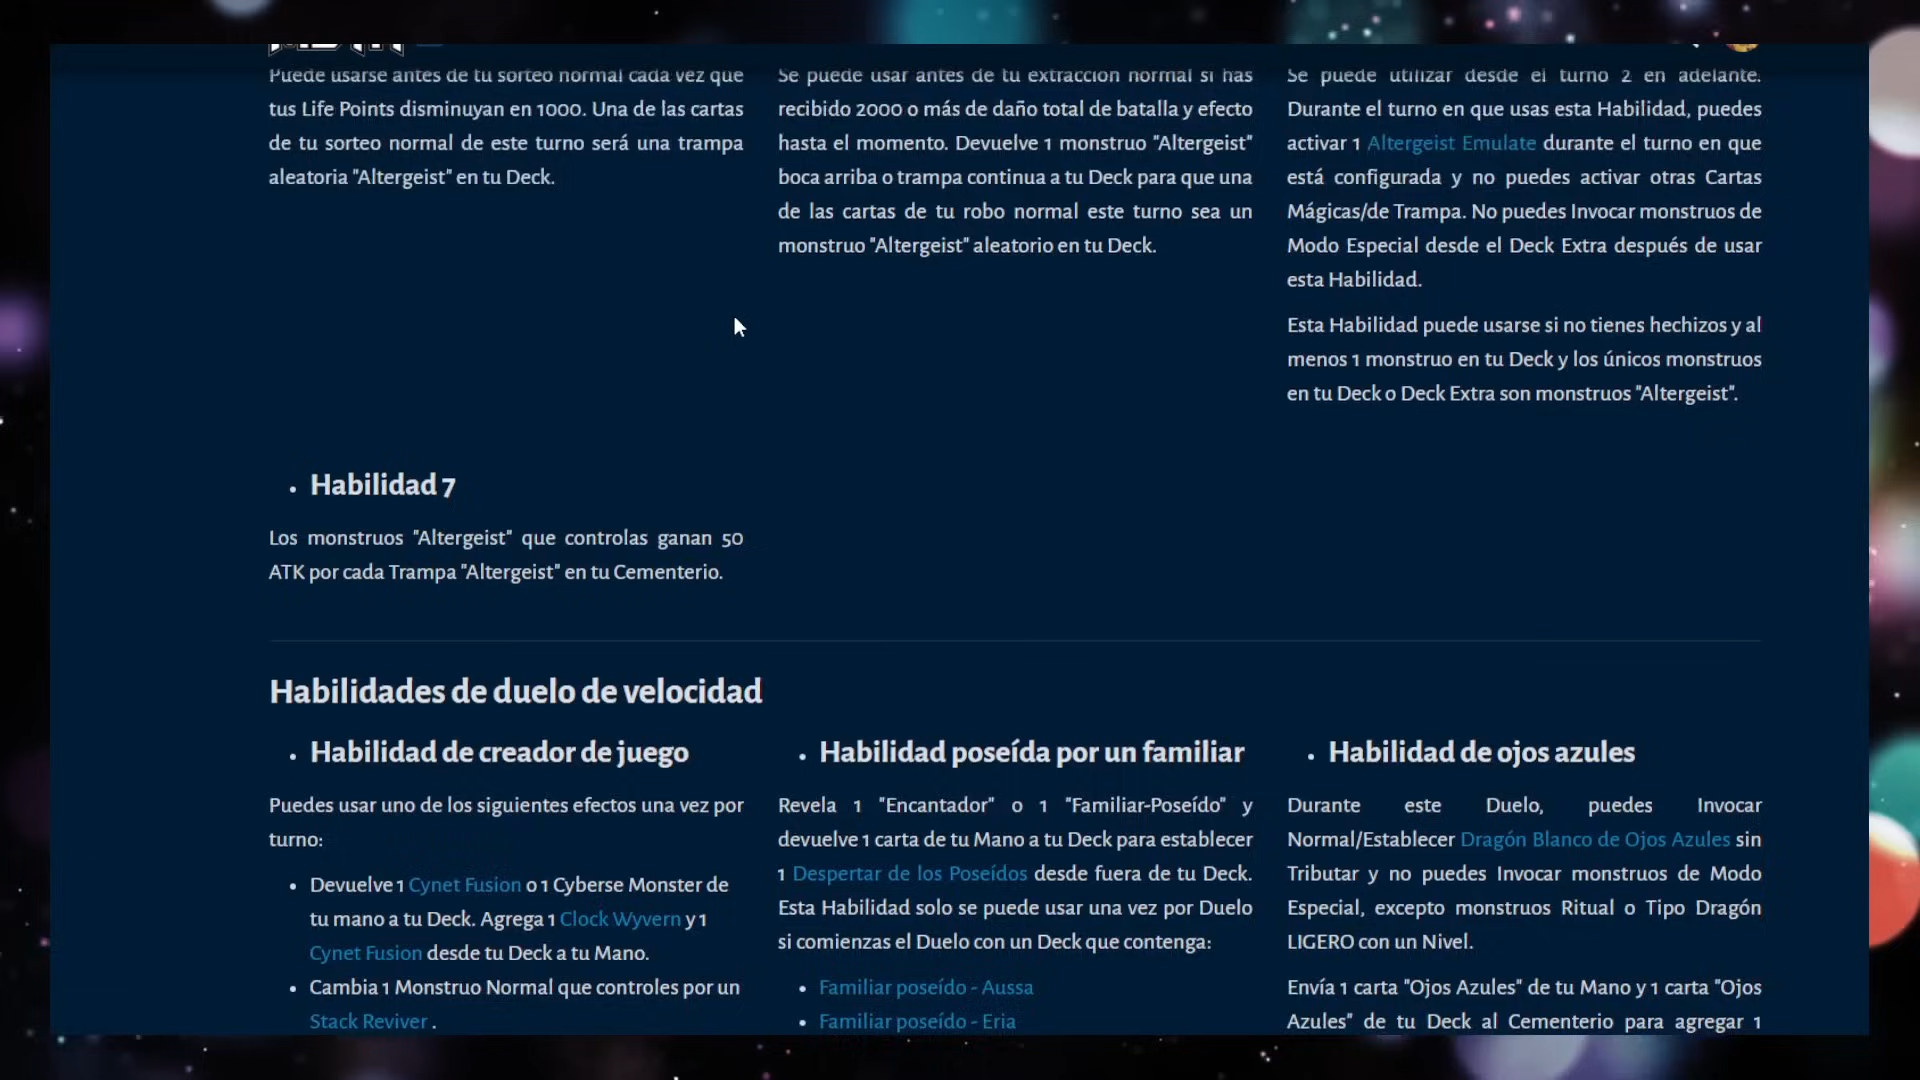 Puede usarse antes de tu sorteo normal cada vez que
tus Life Points disminuyan en 1000. Una de las cartas
de tu sorteo normal de este turno será una trampa
aleatoria "Altergeist" en tu Deck.
Se puede usar antes de tu extracción normal si has
recibido 2000 o más de daño total de batalla y efecto
hasta el momento. Devuelve 1 monstruo "Altergeist"
boca arriba o trampa continua a tu Deck para que una
de las cartas de tu robo normal este turno sea un
monstruo "Altergeist" aleatorio en tu Deck.
Se puede utilizar desde el turno 2 en adelante.
Durante el turno en que usas esta Habilidad, puedes
activar 1 Altergeist Emulate durante el turno en que
está configurada y no puedes activar otras Cartas
Mágicas/de Trampa. No puedes Invocar monstruos de
Modo Especial desde el Deck Extra después de usar
esta Habilidad.
Esta Habilidad puede usarse si no tienes hechizos y al
menos 1 monstruo en tu Deck y los únicos monstruos
en tu Deck o Deck Extra son monstruos "Altergeist".
• Habilidad 7
Los monstruos "Altergeist" que controlas ganan 50
ATK por cada Trampa "Altergeist" en tu Cementerio.
Habilidades de duelo de velocidad
• Habilidad de creador de juego
Puedes usar uno de los siguientes efectos una vez por
turno:
• Devuelve 1 Cynet Fusion o 1 Cyberse Monster de
tu mano a tu Deck. Agrega 1 Clock Wyvern y 1
Cynet Fusion desde tu Deck a tu Mano.
• Cambia 1 Monstruo Normal que controles por un
Stack Reviver .
• Habilidad poseída por un familiar
Revela 1 "Encantador" o 1 "Familiar-Poseído" y
devuelve 1 carta de tu Mano a tu Deck para establecer
1 Despertar de los Poseídos desde fuera de tu Deck.
Esta Habilidad solo se puede usar una vez por Duelo
si comienzas el Duelo con un Deck que contenga:
• Familiar poseído - Aussa
• Familiar poseído - Eria
• Habilidad de ojos azules
Durante este Duelo, puedes Invocar
Normal/Establecer Dragón Blanco de Ojos Azules sin
Tributar y no puedes Invocar monstruos de Modo
Especial, excepto monstruos Ritual o Tipo Dragón
LIGERO con un Nivel.
Envía 1 carta "Ojos Azules" de tu Mano y 1 carta "Ojos
Azules" de tu Deck al Cementerio para agregar 1